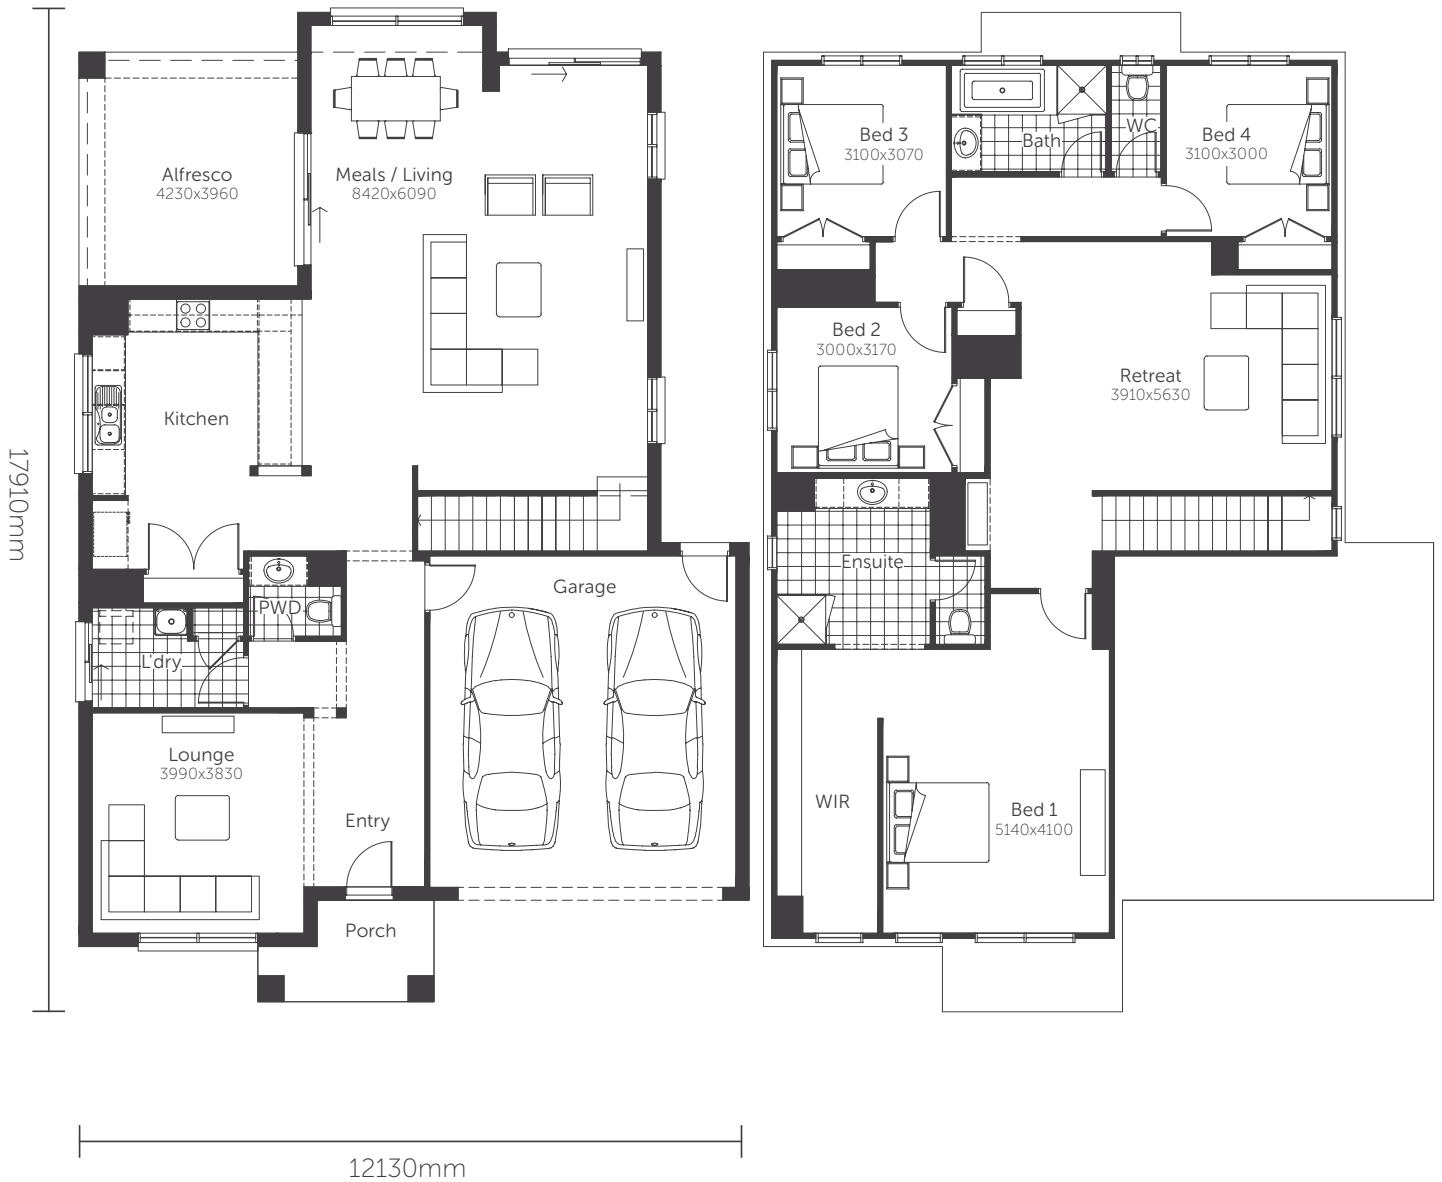 Alfresco
4230x3960
Meals / Living
8420x6090
Kitchen
17910mm
PWD
L'dry
Garage
Lounge
3990x3830
Entry
Porch
12130mm
Bed 3
3100x3070
Bath
WC
Bed 4
3100x3000
Bed 2
3000x3170
Retreat
3910x5630
Ensuite
WIR
Bed 1
5140x4100